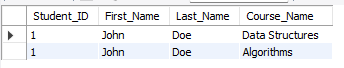 Student_ID First_Name Last_Name Course_Name
1 John Doe Data Structures
1 John Doe Algorithms